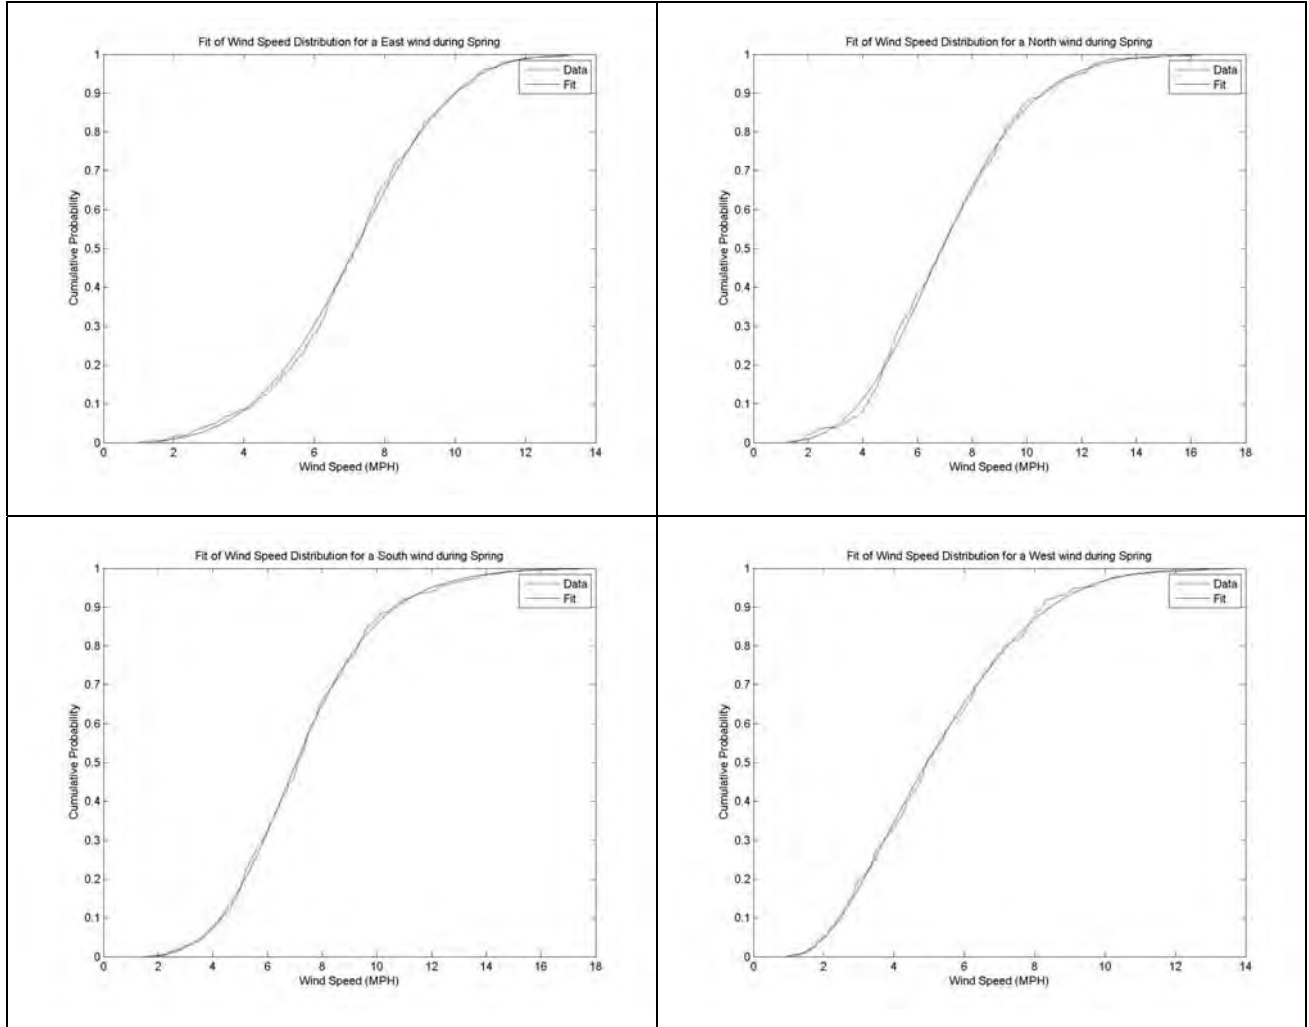 Fit of Wind Speed Distribution for a East wind during Spring
1
0.9
0.8
0.7
0.6
0.5
0.4
0.3
0.2
0.1
0
Cumulative Probability
Data
Fit
0 2 4 6 8 10 12 14
Wind Speed (MPH)
Fit of Wind Speed Distribution for a North wind during Spring
1
0.9
0.8
0.7
0.6
0.5
0.4
0.3
0.2
0.1
0
Cumulative Probability
Data
Fit
0 2 4 6 8 10 12 14 16 18
Wind Speed (MPH)
Fit of Wind Speed Distribution for a South wind during Spring
1
0.9
0.8
0.7
0.6
0.5
0.4
0.3
0.2
0.1
0
Cumulative Probability
Data
Fit
0 2 4 6 8 10 12 14 16 18
Wind Speed (MPH)
Fit of Wind Speed Distribution for a West wind during Spring
1
0.9
0.8
0.7
0.6
0.5
0.4
0.3
0.2
0.1
0
Cumulative Probability
Data
Fit
0 2 4 6 8 10 12 14
Wind Speed (MPH)